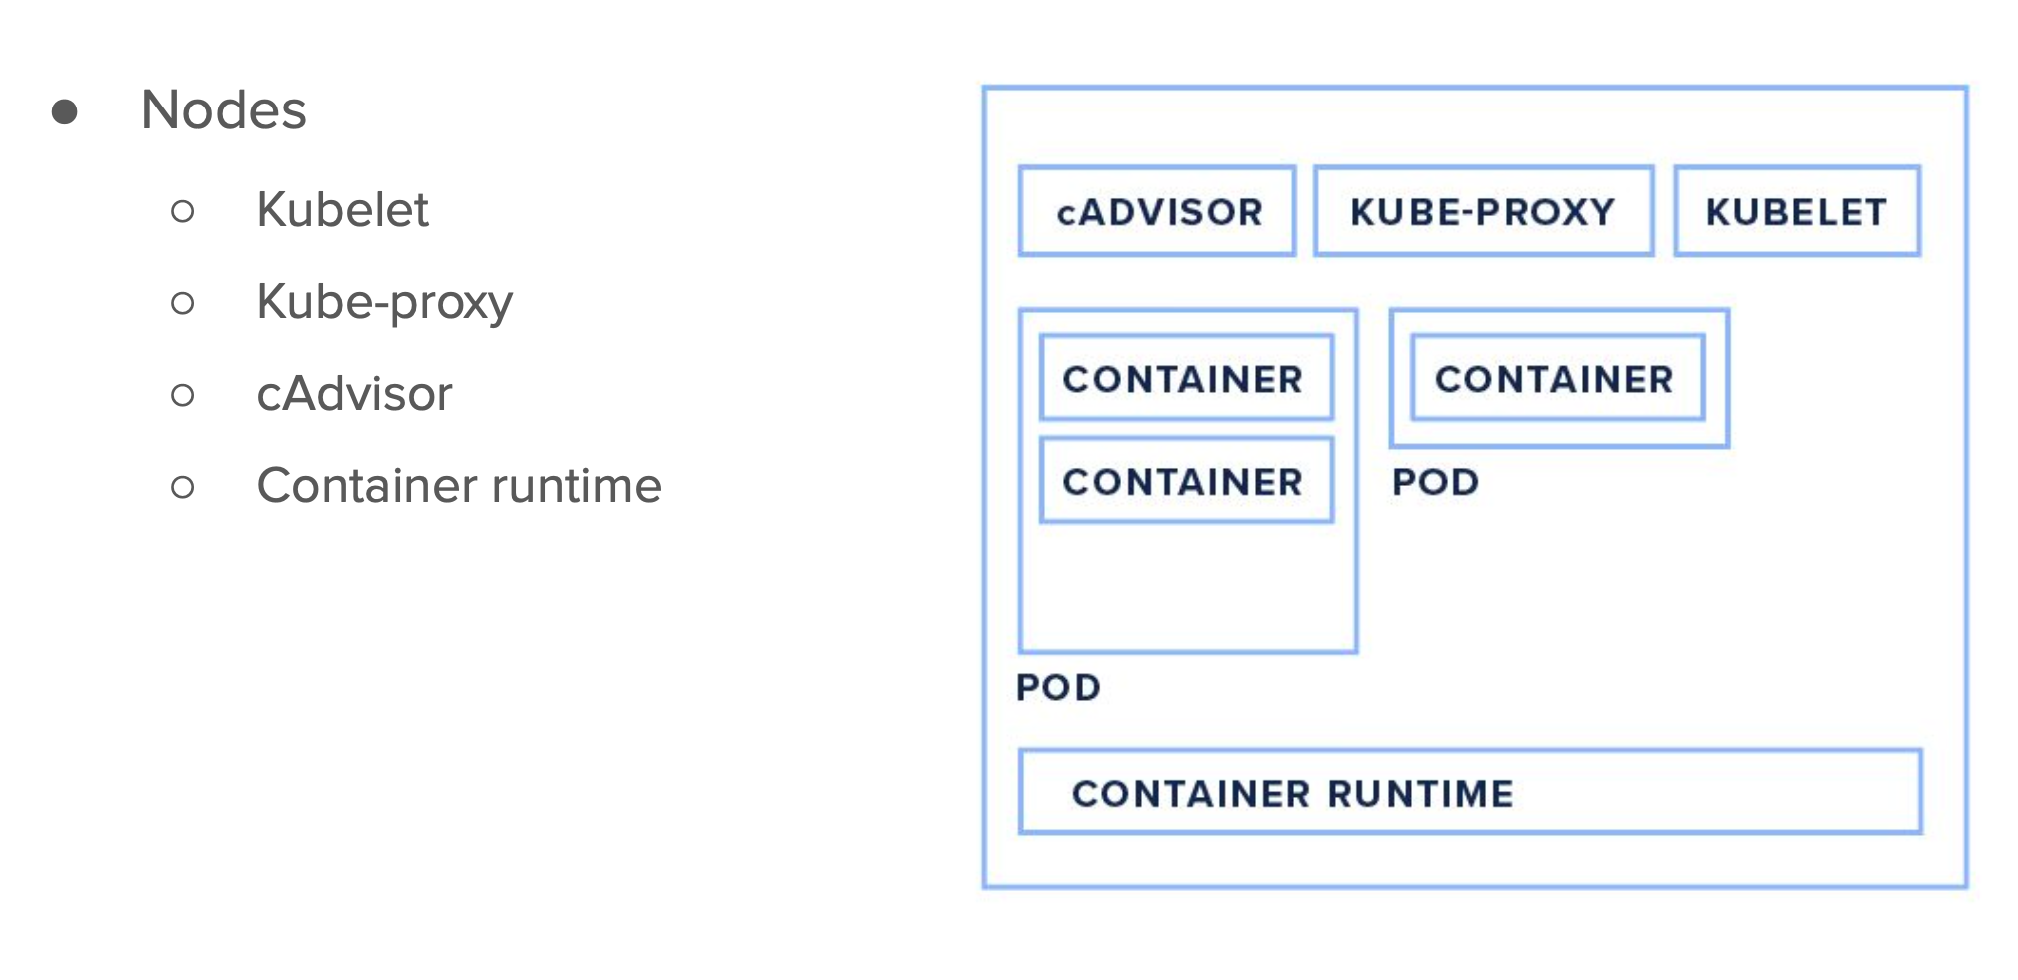 ● Nodes
○ Kubelet
○ Kube-proxy
○ cAdvisor
○ Container runtime
cADVISOR
KUBE-PROXY
KUBELET
CONTAINER
CONTAINER
POD
CONTAINER
POD
CONTAINER RUNTIME